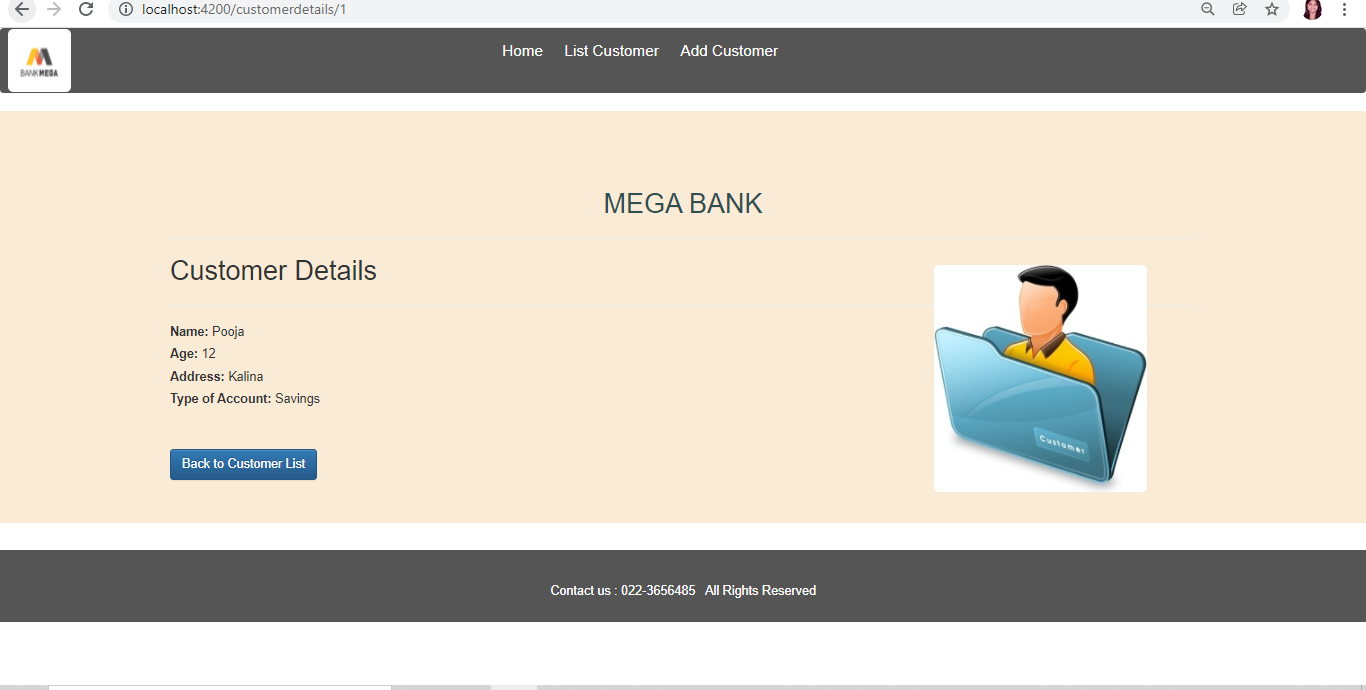 localhost:4200/customerdetails/1
BANK MEGA
Home List Customer Add Customer
MEGA BANK
Customer Details
Name: Pooja
Age: 12
Address: Kalina
Type of Account: Savings
Customer
Back to Customer List
Contact us : 022-3656485 All Rights Reserved